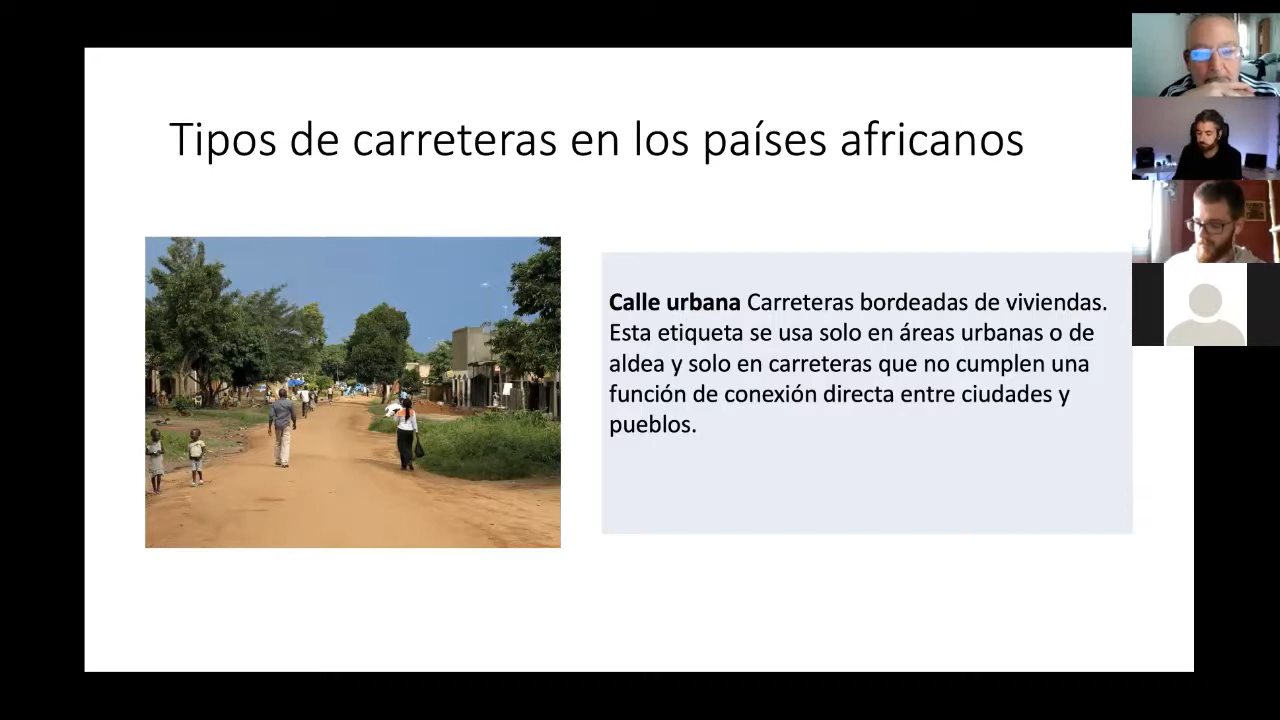 Tipos de carreteras en los países africanos
Calle urbana Carreteras bordeadas de viviendas.
Esta etiqueta se usa solo en áreas urbanas o de
aldea y solo en carreteras que no cumplen una
función de conexión directa entre ciudades y
pueblos.